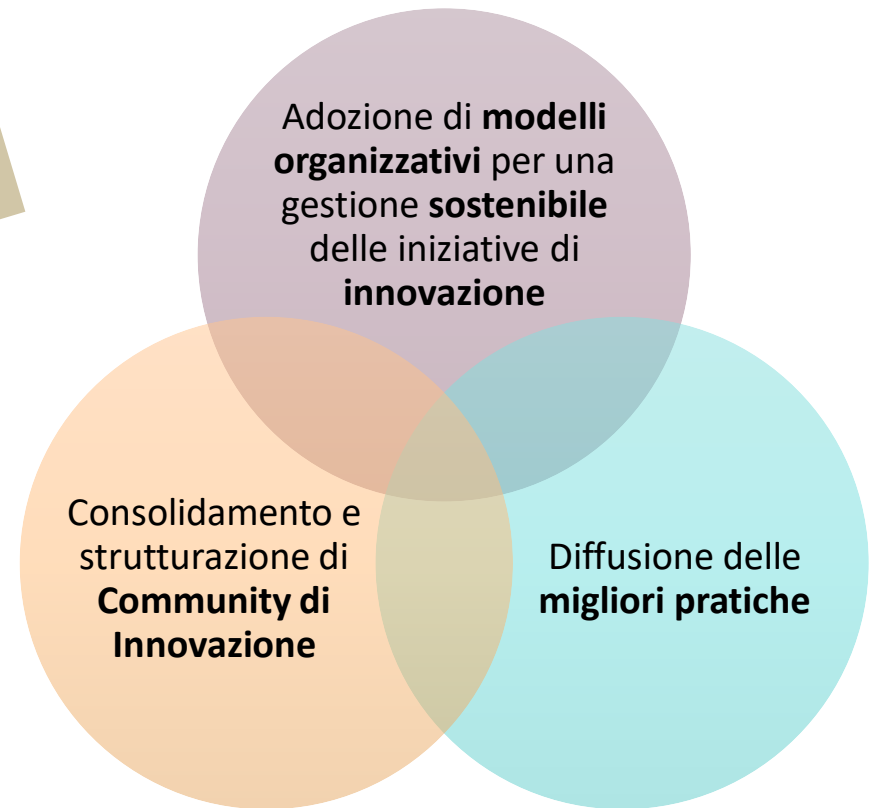 Adozione di modelli
organizzativi per una
gestione sostenibile
delle iniziative di
innovazione
Consolidamento e
strutturazione di
Community di
Innovazione
Diffusione delle
migliori pratiche